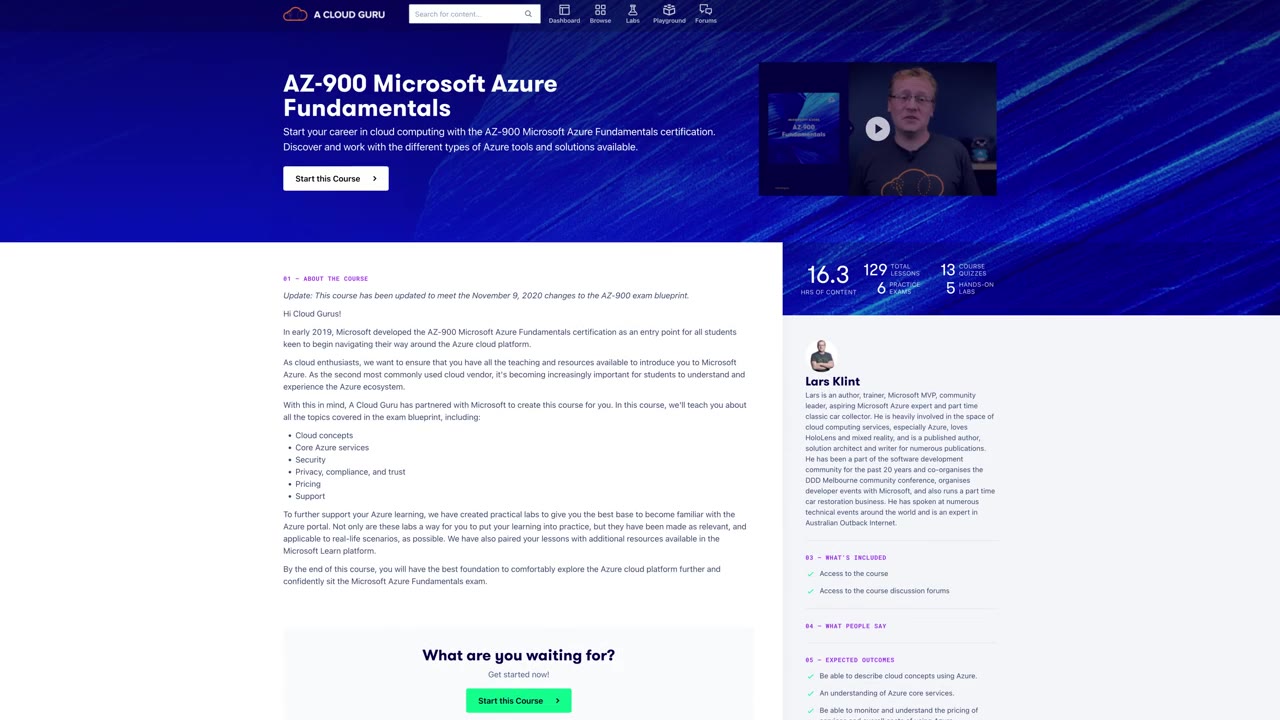 A CLOUD GURU
Search for content...
Dashboard
Browse
Labs
Playground
Forums
AZ-900 Microsoft Azure
Fundamentals
Start your career in cloud computing with the AZ-900 Microsoft Azure Fundamentals certification.
Discover and work with the different types of Azure tools and solutions available.
Start this Course
AZ-900
Fundamentals
16.3
HRS OF CONTENT
129 TOTAL LESSONS
13 COURSE QUIZZES
6 PRACTICE EXAMS
5 HANDS-ON LABS
01 – ABOUT THE COURSE
Update: This course has been updated to meet the November 9, 2020 changes to the AZ-900 exam blueprint.
Hi Cloud Gurus!
In early 2019, Microsoft developed the AZ-900 Microsoft Azure Fundamentals certification as an entry point for all students
keen to begin navigating their way around the Azure cloud platform.
As cloud enthusiasts, we want to ensure that you have all the teaching and resources available to introduce you to Microsoft
Azure. As the second most commonly used cloud vendor, it's becoming increasingly important for students to understand and
experience the Azure ecosystem.
With this in mind, A Cloud Guru has partnered with Microsoft to create this course for you. In this course, we'll teach you about
all the topics covered in the exam blueprint, including:
• Cloud concepts
• Core Azure services
• Security
• Privacy, compliance, and trust
• Pricing
• Support
To further support your Azure learning, we have created practical labs to give you the best base to become familiar with the
Azure portal. Not only are these labs a way for you to put your learning into practice, but they have been made as relevant, and
applicable to real-life scenarios, as possible. We have also paired your lessons with additional resources available in the
Microsoft Learn platform.
By the end of this course, you will have the best foundation to comfortably explore the Azure cloud platform further and
confidently sit the Microsoft Azure Fundamentals exam.
What are you waiting for?
Get started now!
Start this Course
Lars Klint
Lars is an author, trainer, Microsoft MVP, community
leader, aspiring Microsoft Azure expert and part time
classic car collector. He is heavily involved in the space of
cloud computing services, especially Azure, loves
HoloLens and mixed reality, and is a published author,
solution architect and writer for numerous publications.
He has been a part of the software development
community for the past 20 years and co-organises the
DDD Melbourne community conference, organises
developer events with Microsoft, and also runs a part time
car restoration business. He has spoken at numerous
technical events around the world and is an expert in
Australian Outback Internet.
03 – WHAT'S INCLUDED
Access to the course
Access to the course discussion forums
04 – WHAT PEOPLE SAY
05 – EXPECTED OUTCOMES
Be able to describe cloud concepts using Azure.
An understanding of Azure core services.
Be able to monitor and understand the pricing of